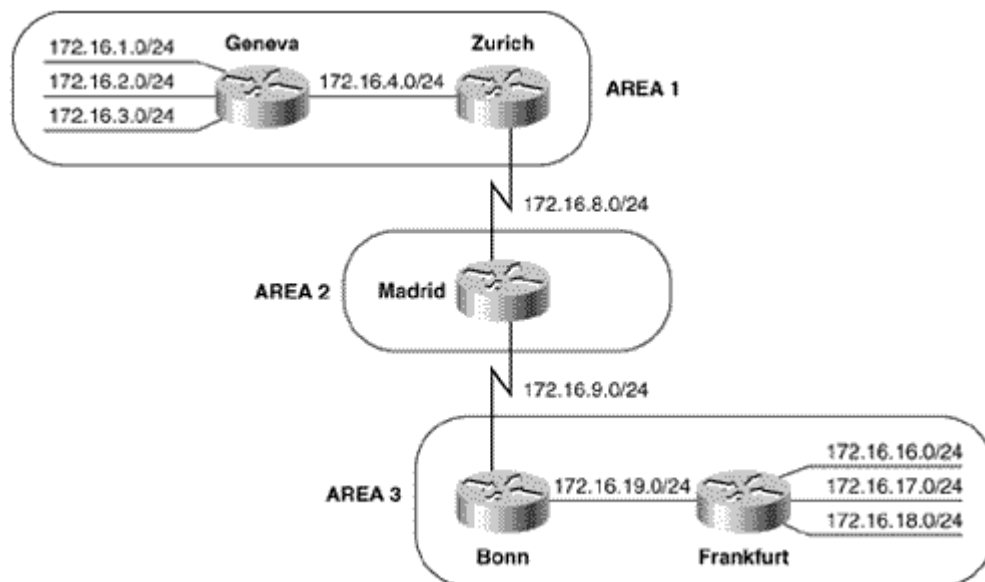 Geneva
Zurich
172.16.1.0/24
172.16.2.0/24
172.16.3.0/24
172.16.4.0/24
AREA 1
172.16.8.0/24
AREA 2
Madrid
172.16.9.0/24
AREA 3
172.16.19.0/24
172.16.16.0/24
172.16.17.0/24
172.16.18.0/24
Bonn
Frankfurt